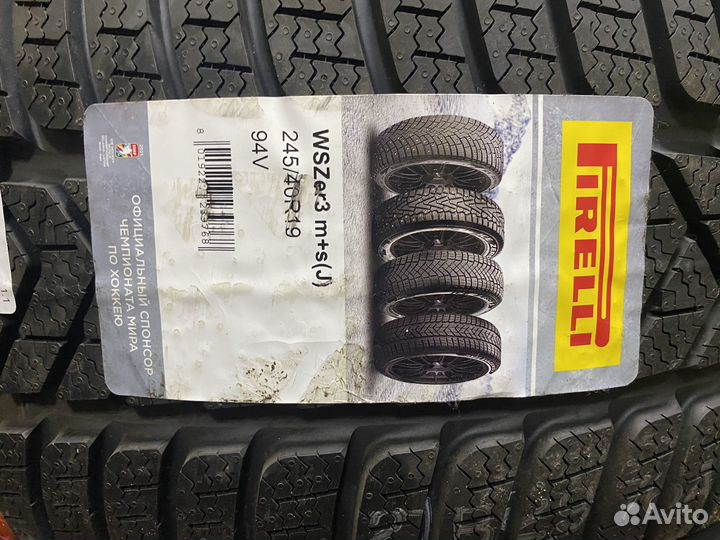 PIRELLI
WSZer3 m+s(J)
245/40R19
94V
ОФИЦИАЛЬНЫЙ СПОНСОР
ЧЕМПИОНАТА МИРА
ПО ХОККЕЮ
Avito